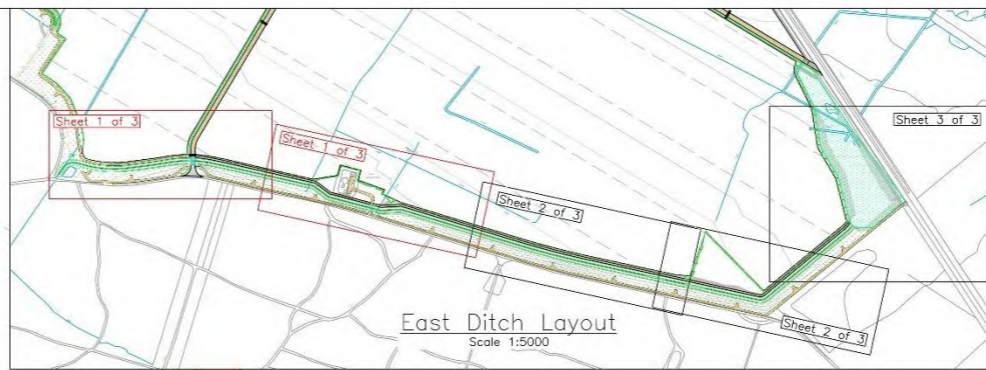 Sheet 1 of 3
Sheet 1 of 3
Sheet 2 of 3
Sheet 3 of 3
Sheet 2 of 3
East Ditch Layout
Scale 1:5000